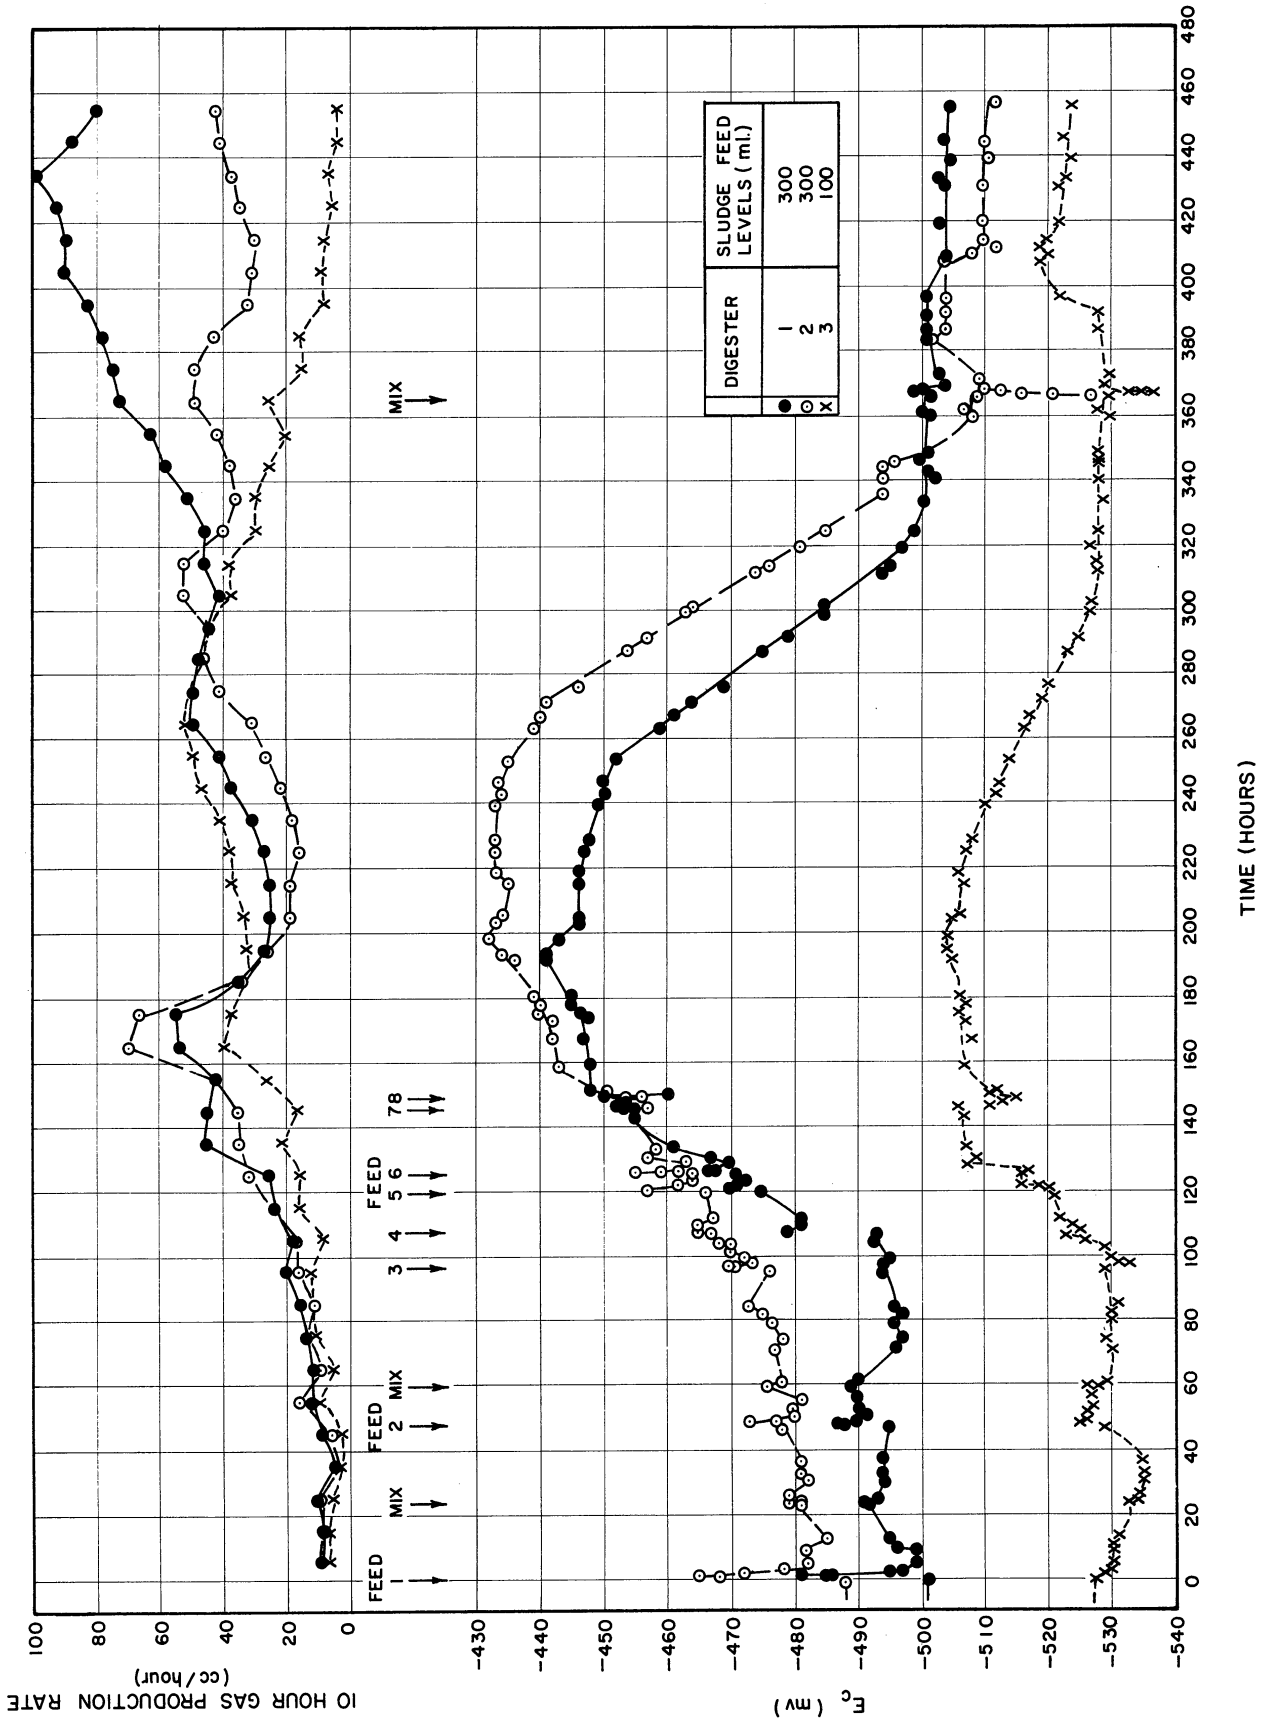 10 HOUR GAS PRODUCTION RATE
(cc/hour)
100
80
60
40
20
0
FEED
1
MIX
FEED
2
MIX
3
4
FEED
5 6
7 8
MIX
E_c (mv)
-430
-440
-450
-460
-470
-480
-490
-500
-510
-520
-530
-540
DIGESTER
SLUDGE FEED
LEVELS (ml.)
1 300
2 300
3 100
0 20 40 60 80 100 120 140 160 180 200 220 240 260 280 300 320 340 360 380 400 420 440 460 480
TIME (HOURS)